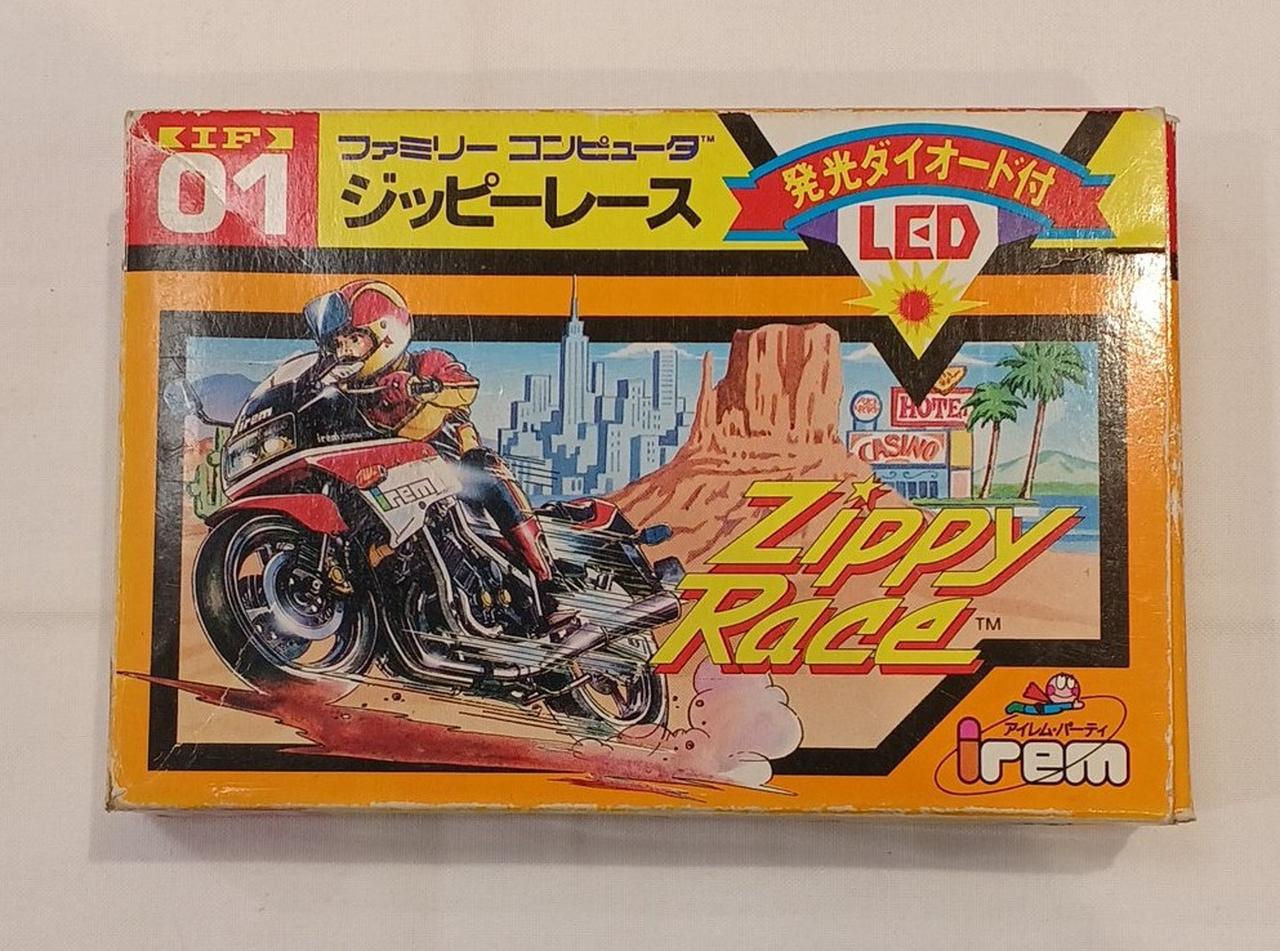 IF
01
ファミリー コンピュータ™
ジッピーレース
発光ダイオード付
LED
irem
irem
irem
HOTEL
CASINO
Zippy
Race™
アイレム・パーティ
irem